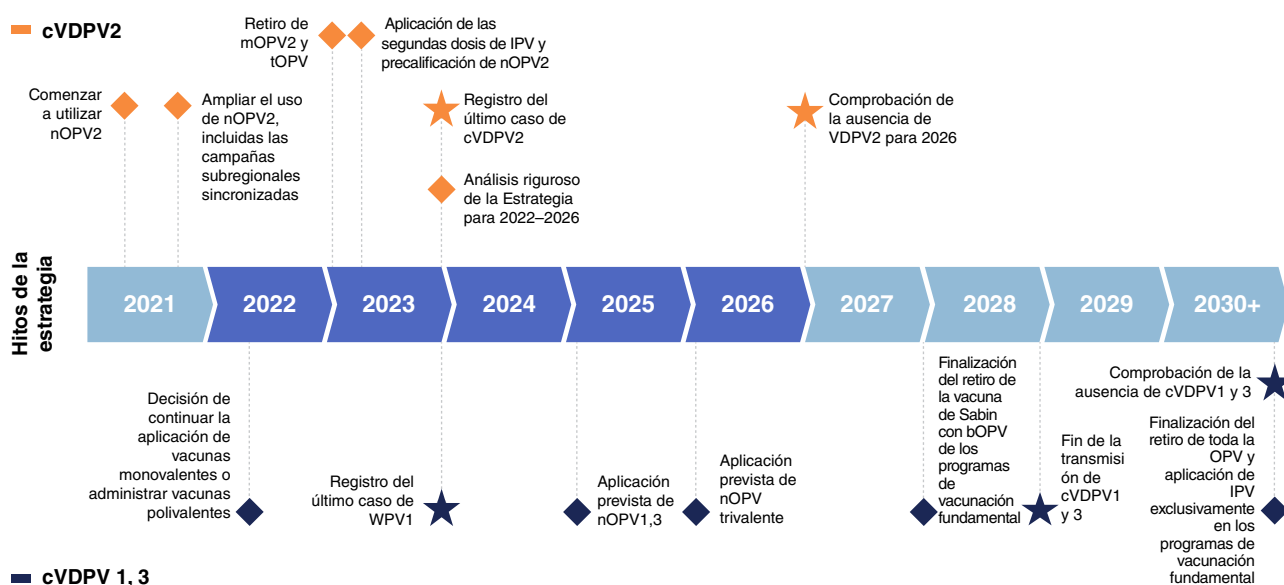 cVDPV2
Comenzar
a utilizar
nOPV2
Ampliar el uso
de nOPV2,
incluidas las
campañas
subregionales
sincronizadas
Retiro de
mOPV2 y
tOPV
Aplicación de las
segundas dosis de IPV y
precalificación de nOPV2
Registro del
último caso de
cVDPV2
Análisis riguroso
de la Estrategia
para 2022–2026
Comprobación de
la ausencia de
VDPV2 para 2026
Hitos de la
estrategia
2021
2022
2023
2024
2025
2026
2027
2028
2029
2030+
Decisión de
continuar la
aplicación de
vacunas
monovalentes o
administrar vacunas
polivalentes
Registro del
último caso de
WPV1
Aplicación
prevista de
nOPV1,3
Aplicación
prevista de
nOPV
trivalente
Finalización
del retiro de
la vacuna
de Sabin
con bOPV
de los
programas
de
vacunación
fundamental
Fin de la
transmisi
ón de
cVDPV1
y 3
Comprobación de la
ausencia de cVDPV1 y 3
Finalización del
retiro de toda la
OPV y
aplicación de
IPV
exclusivamente
en los
programas de
vacunación
fundamental
cVDPV 1, 3